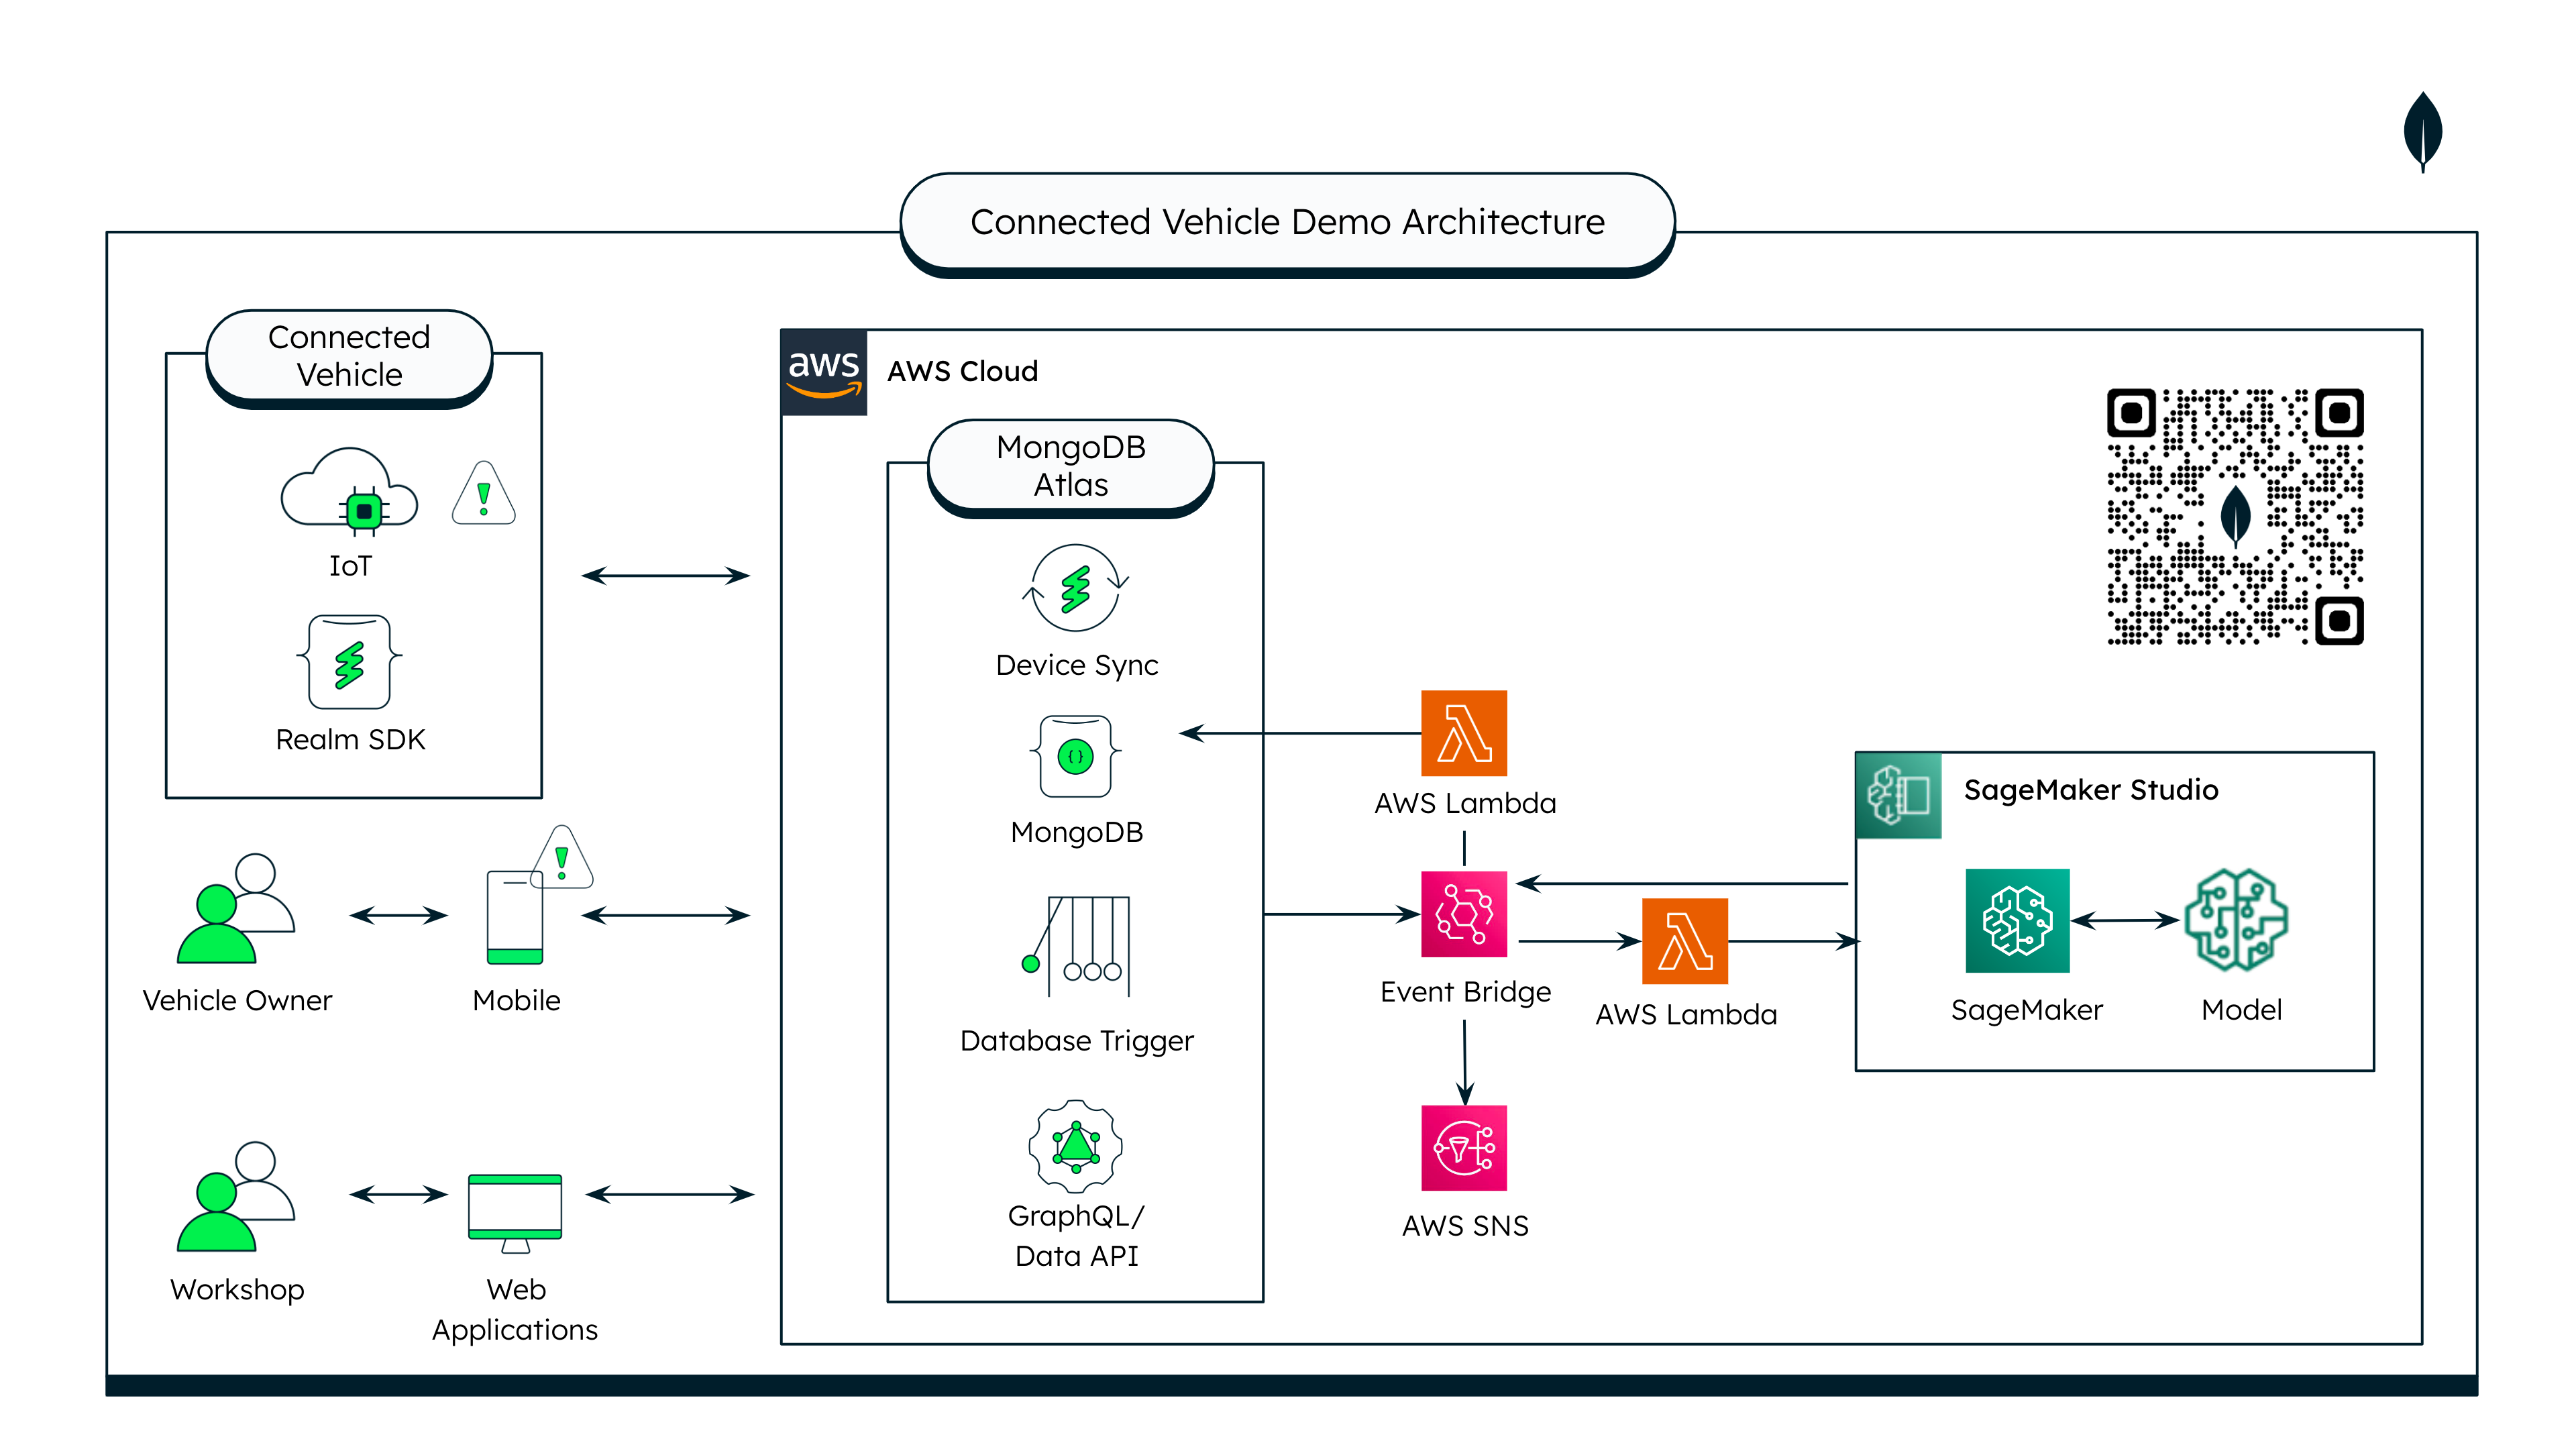 Connected Vehicle Demo Architecture
Connected
Vehicle
IoT
Realm SDK
Vehicle Owner
Mobile
Workshop
Web
Applications
aws
AWS Cloud
MongoDB
Atlas
Device Sync
MongoDB
Database Trigger
GraphQL/
Data API
AWS Lambda
Event Bridge
AWS Lambda
AWS SNS
SageMaker Studio
SageMaker
Model